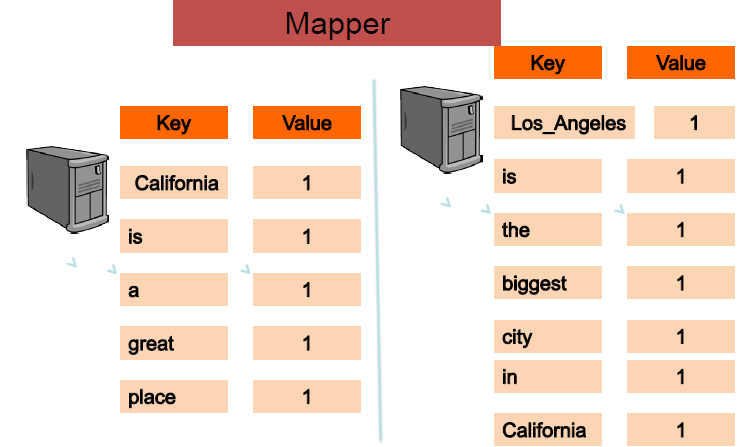 Mapper
Key Value
California 1
is 1
a 1
great 1
place 1
Key Value
Los_Angeles 1
is 1
the 1
biggest 1
city 1
in 1
California 1